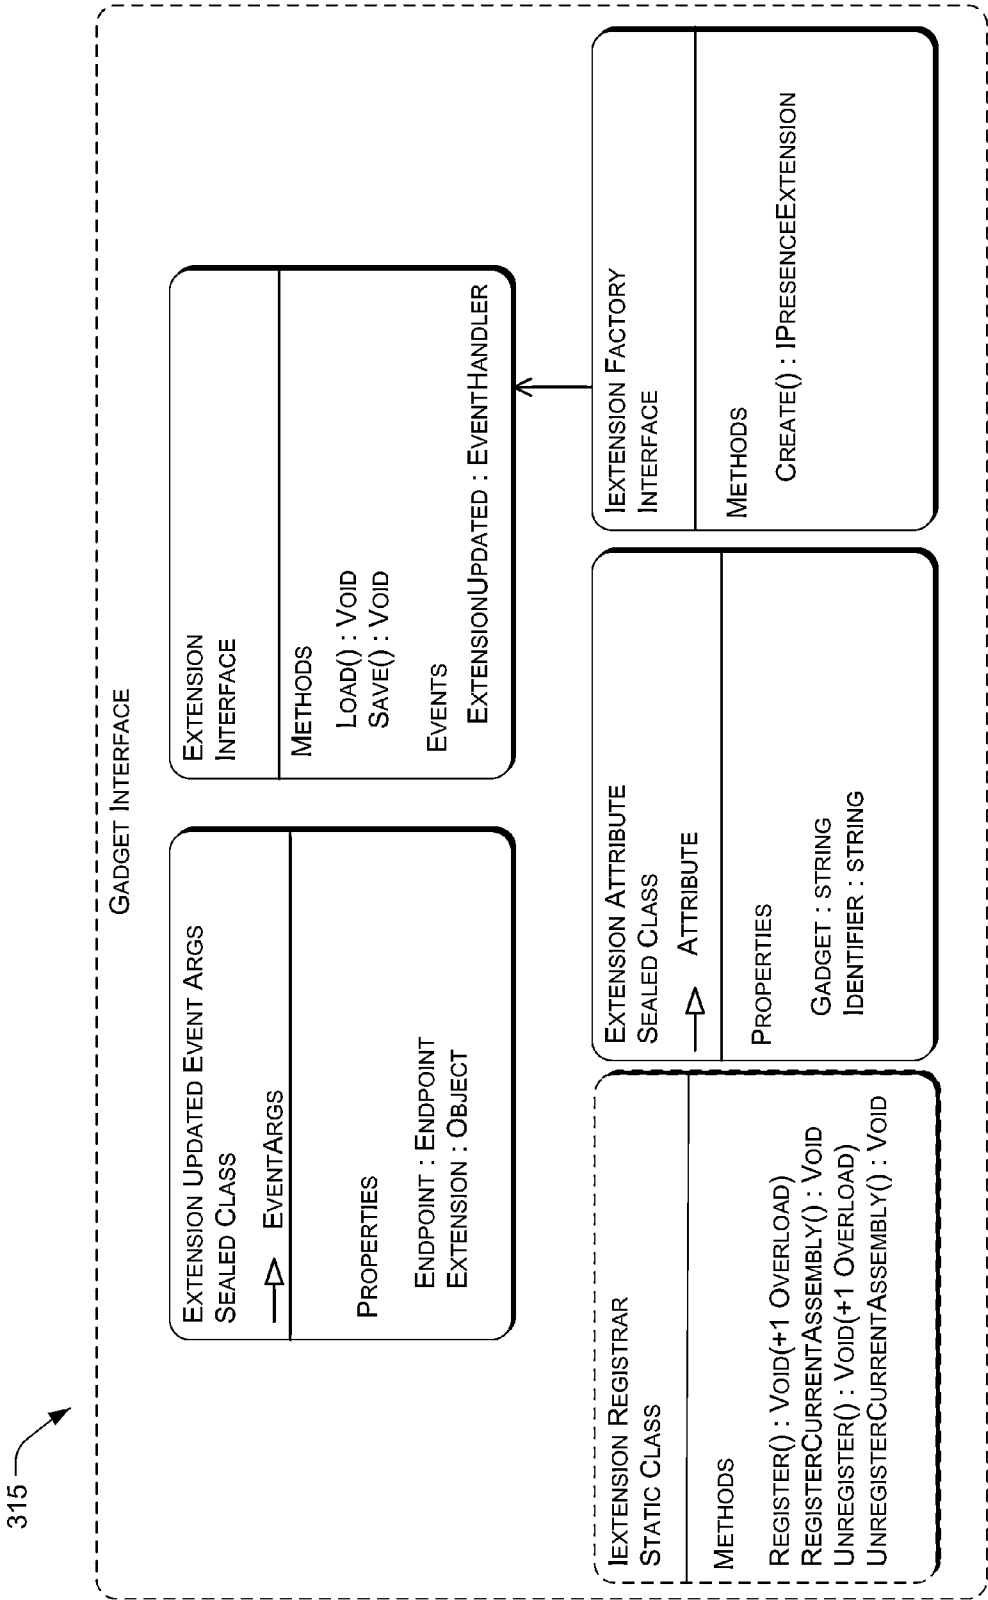 315
GADGET INTERFACE
EXTENSION UPDATED EVENT ARGS
SEALED CLASS
EVENTARGS
PROPERTIES
ENDPOINT : ENDPOINT
EXTENSION : OBJECT
EXTENSION
INTERFACE
METHODS
LOAD() : VOID
SAVE() : VOID
EVENTS
EXTENSIONUPDATED : EVENTHANDLER
IEXTENSION REGISTRAR
STATIC CLASS
METHODS
REGISTER() : VOID(+1 OVERLOAD)
REGISTERCURRENTASSEMBLY() : VOID
UNREGISTER() : VOID(+1 OVERLOAD)
UNREGISTERCURRENTASSEMBLY() : VOID
EXTENSION ATTRIBUTE
SEALED CLASS
ATTRIBUTE
PROPERTIES
GADGET : STRING
IDENTIFIER : STRING
IEXTENSION FACTORY
INTERFACE
METHODS
CREATE() : IPRESENCEEXTENSION